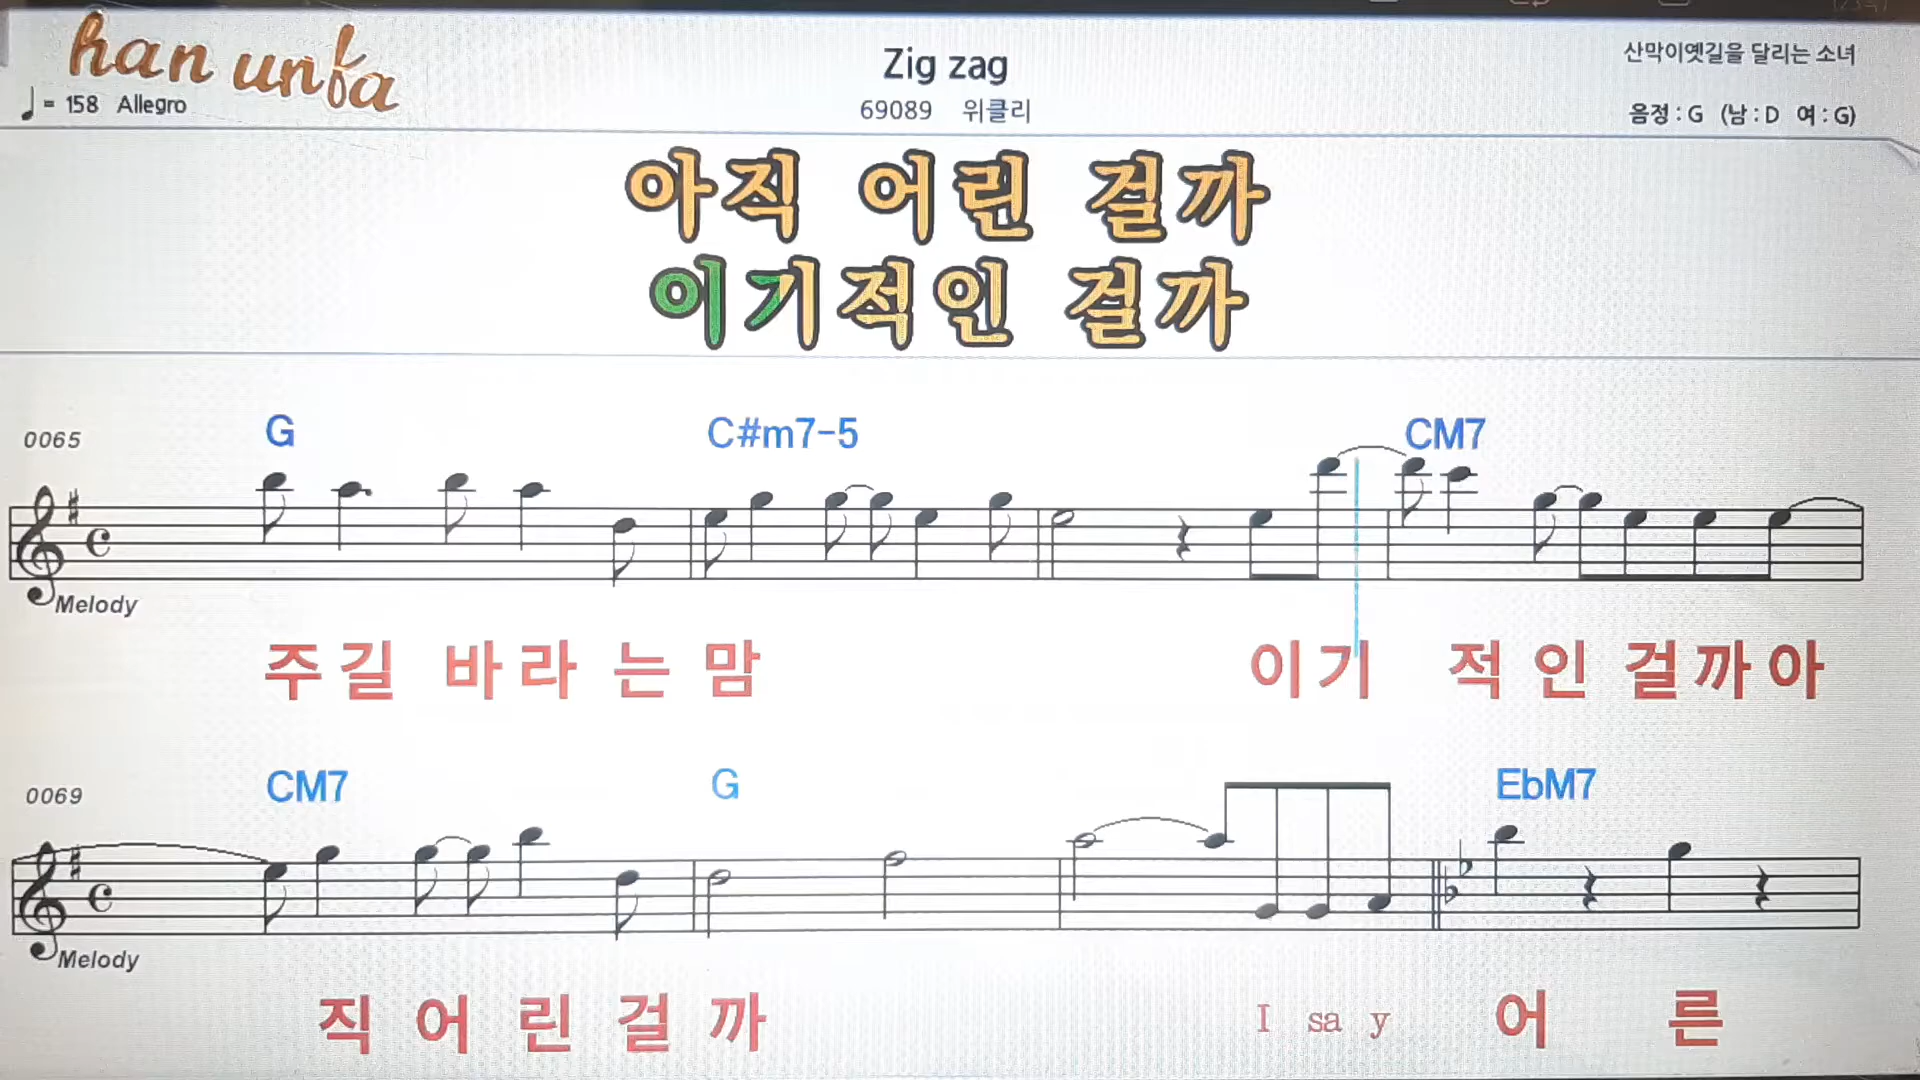 han unfa
♩= 158 Allegro
Zig zag
69089 위클리
산막이옛길을 달리는 소녀
음정 : G (남 : D 여 : G)
아직 어린 걸까
이기적인 걸까
0065
G C#m7-5 CM7
Melody
주길 바라는맘 이기 적인걸까아
0069
CM7 G EbM7
Melody
직어린걸까 I say 어른